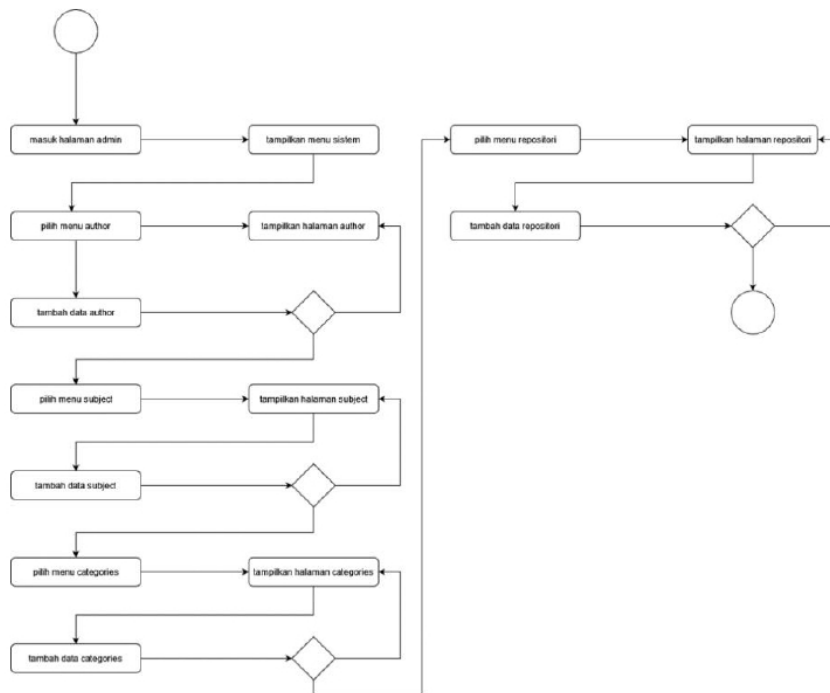 masuk halaman admin
tampilkan menu sistem
pilih menu author
tampilkan halaman author
tambah data author
pilih menu subject
tampilkan halaman subject
tambah data subject
pilih menu categories
tampilkan halaman categories
tambah data categories
pilih menu repositori
tampilkan halaman repositori
tambah data repositori